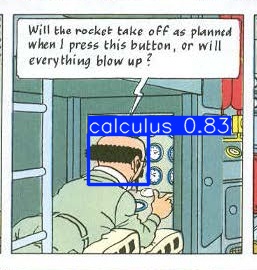 Will the rocket take off as planned
when I press this button, or will
everything blow up?
calculus 0.83